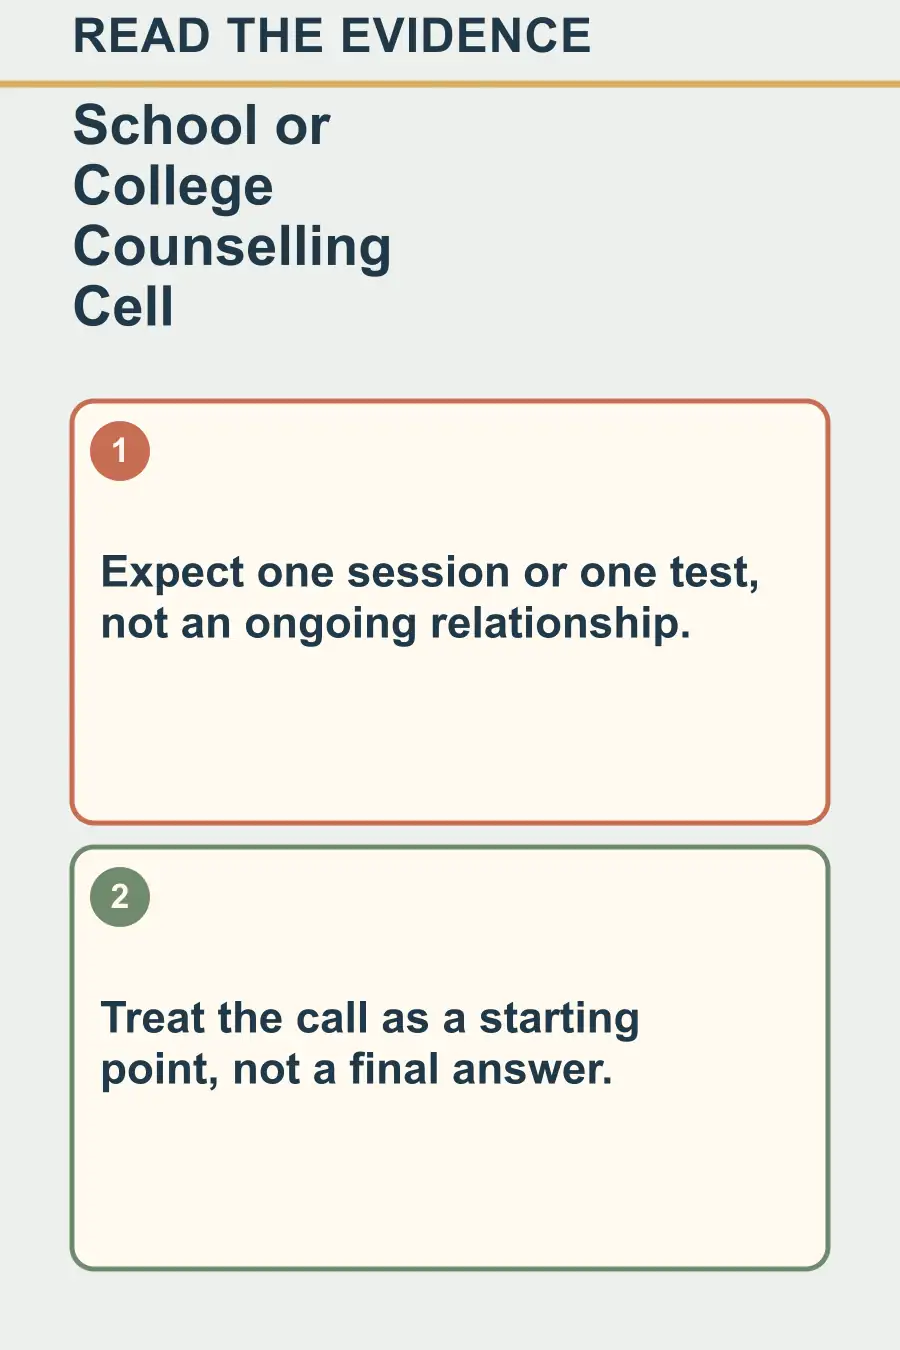 READ THE EVIDENCE
School or
College
Counselling
Cell
1
Expect one session or one test,
not an ongoing relationship.
2
Treat the call as a starting
point, not a final answer.